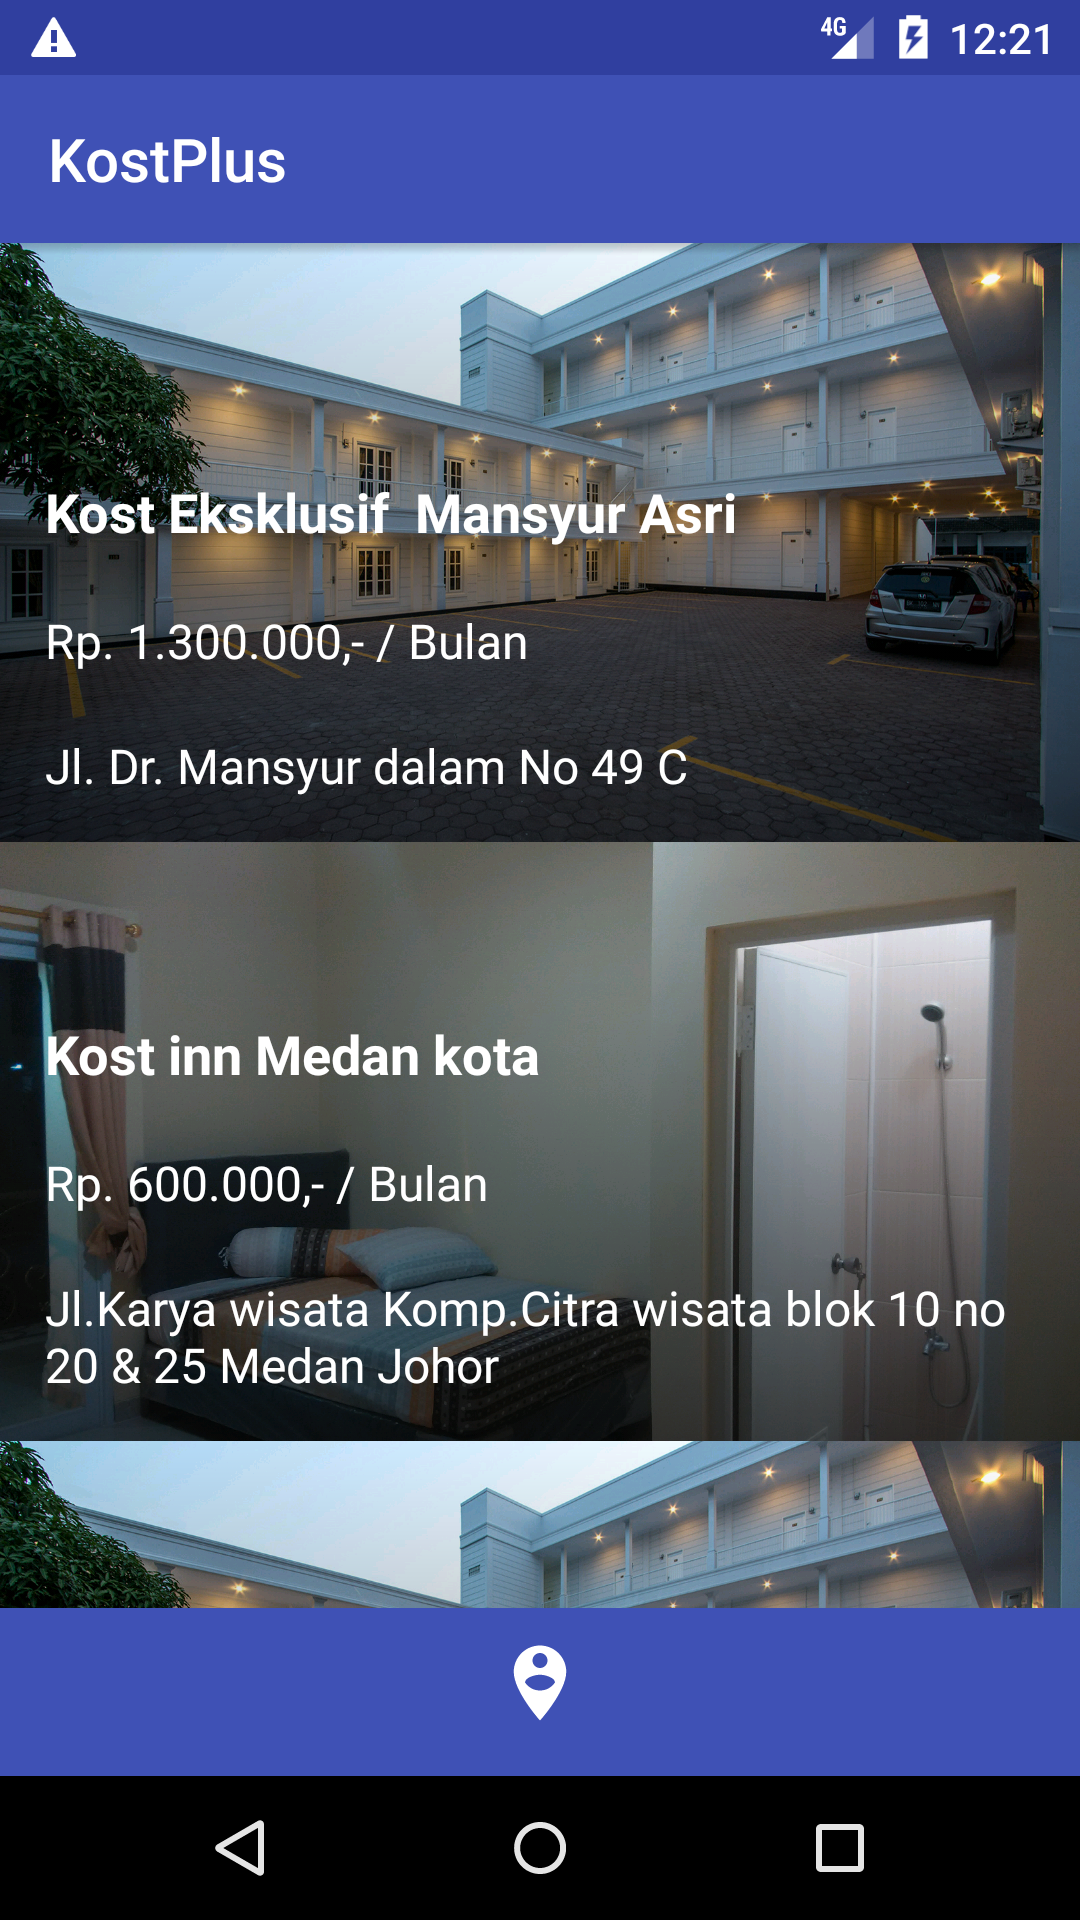 4G 12:21
KostPlus
Kost Eksklusif  Mansyur Asri
Rp. 1.300.000,- / Bulan
Jl. Dr. Mansyur dalam No 49 C
Kost inn Medan kota
Rp. 600.000,- / Bulan
Jl.Karya wisata Komp.Citra wisata blok 10 no
20 & 25 Medan Johor